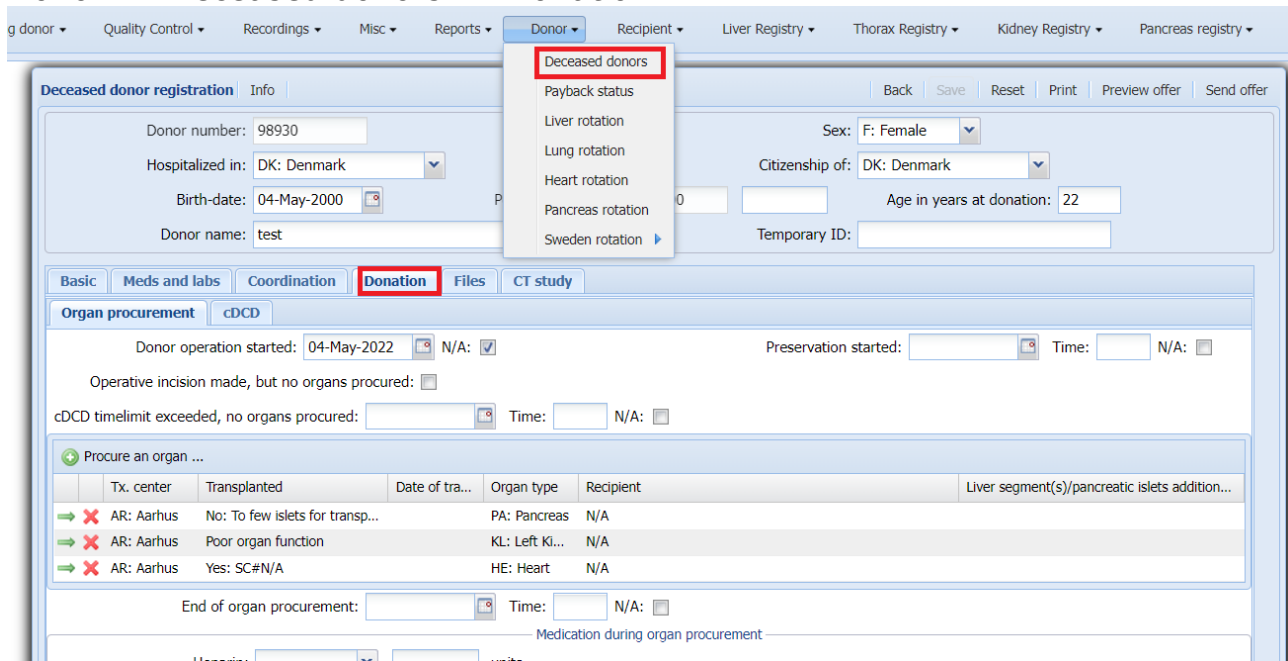 g donor Quality Control Recordings Misc Reports Donor Recipient Liver Registry Thorax Registry Kidney Registry Pancreas registry
Deceased donors
Payback status
Liver rotation
Lung rotation
Heart rotation
Pancreas rotation
Sweden rotation
Deceased donor registration Info Back Save Reset Print Preview offer Send offer
Donor number: 98930 Sex: F: Female
Hospitalized in: DK: Denmark Citizenship of: DK: Denmark
Birth-date: 04-May-2000 P 0 Age in years at donation: 22
Donor name: test Temporary ID:
Basic Meds and labs Coordination Donation Files CT study
Organ procurement cDCD
Donor operation started: 04-May-2022 N/A: Preservation started: Time: N/A:
Operative incision made, but no organs procured:
cDCD timelimit exceeded, no organs procured: Time: N/A:
Procure an organ ...
Tx. center Transplanted Date of tra... Organ type Recipient Liver segment(s)/pancreatic islets addition...
AR: Aarhus No: To few islets for transp... PA: Pancreas N/A
AR: Aarhus Poor organ function KL: Left Ki... N/A
AR: Aarhus Yes: SC#N/A HE: Heart N/A
End of organ procurement: Time: N/A:
Medication during organ procurement